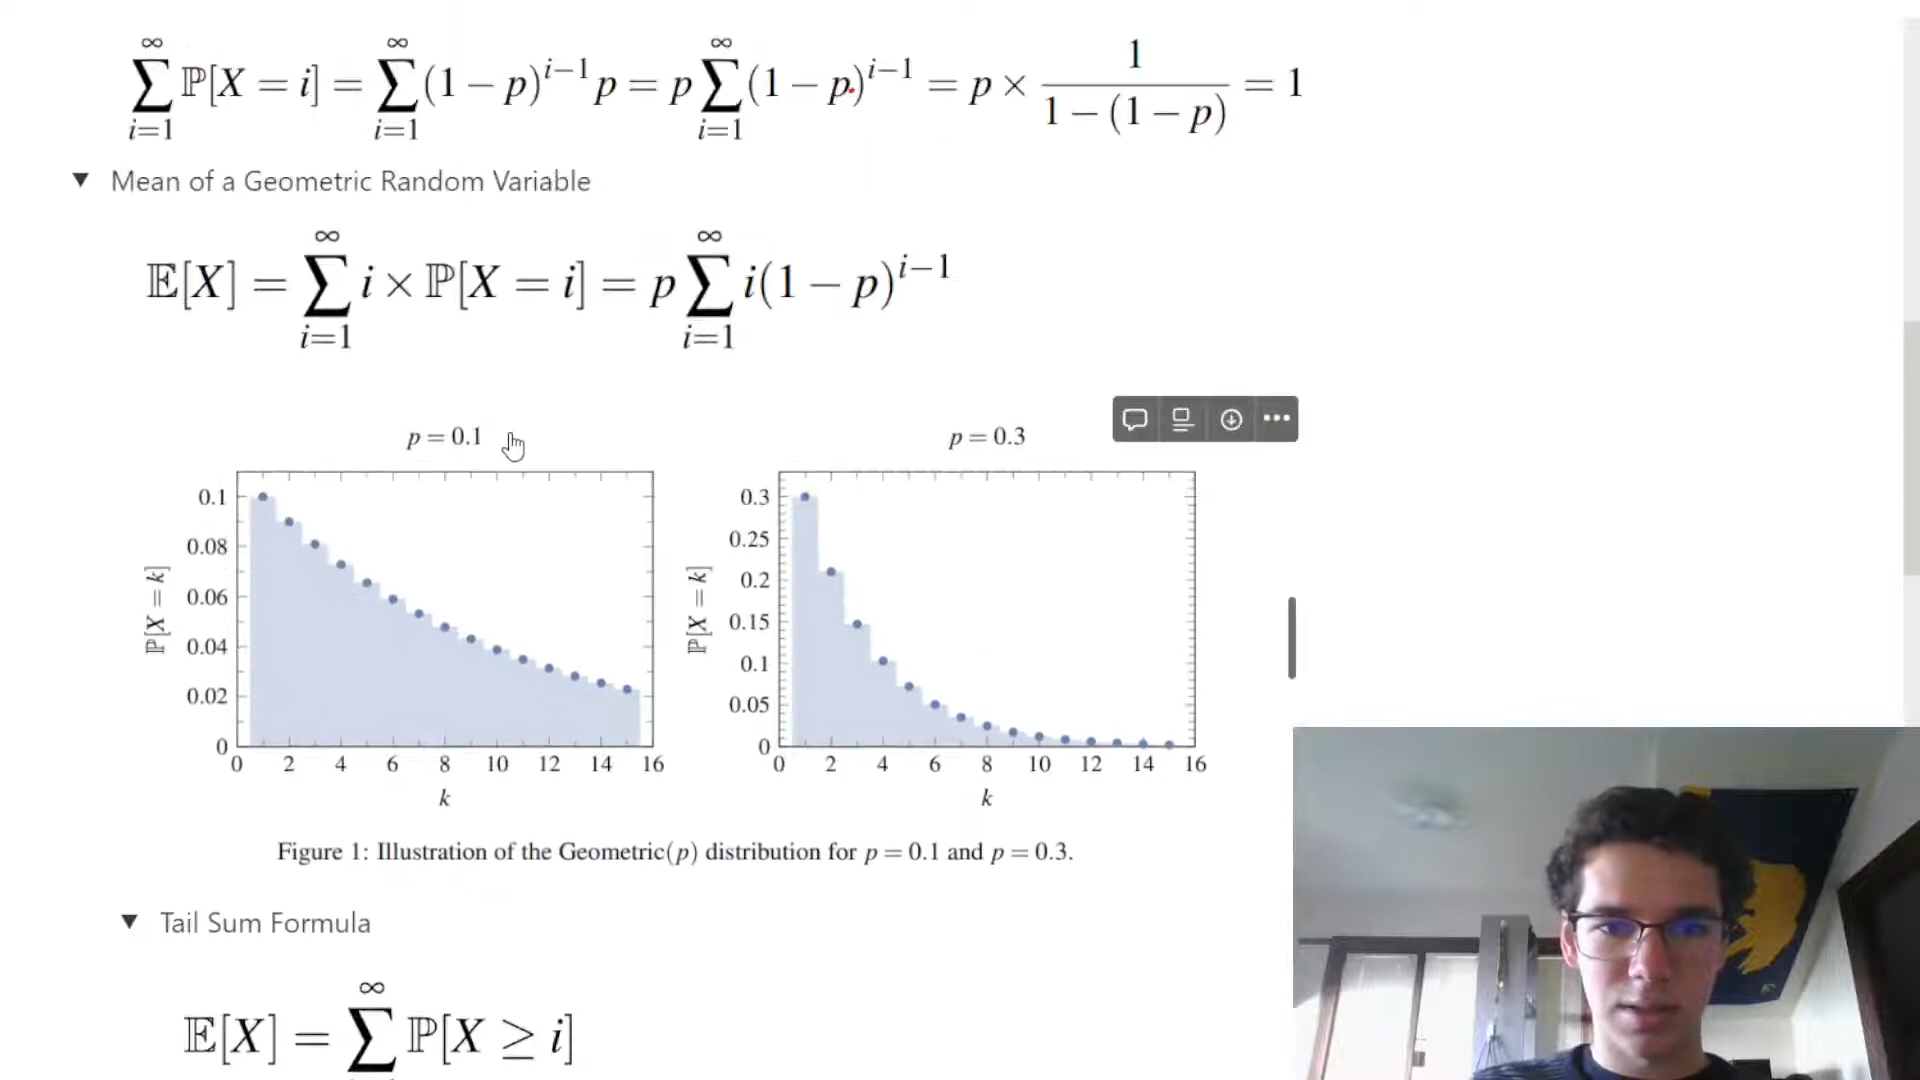 ∑_{i=1}^{∞} ℙ[X = i] = ∑_{i=1}^{∞} (1 − p)^{i−1} p = p ∑_{i=1}^{∞} (1 − p)^{i−1} = p × 1 / (1 − (1 − p)) = 1
▼ Mean of a Geometric Random Variable
𝔼[X] = ∑_{i=1}^{∞} i × ℙ[X = i] = p ∑_{i=1}^{∞} i(1 − p)^{i−1}
p = 0.1
0.1
0.08
0.06
0.04
0.02
0
ℙ[X = k]
0 2 4 6 8 10 12 14 16
k
p = 0.3
0.3
0.25
0.2
0.15
0.1
0.05
0
ℙ[X = k]
0 2 4 6 8 10 12 14 16
k
Figure 1: Illustration of the Geometric(p) distribution for p = 0.1 and p = 0.3.
▼ Tail Sum Formula
𝔼[X] = ∑^{∞} ℙ[X ≥ i]